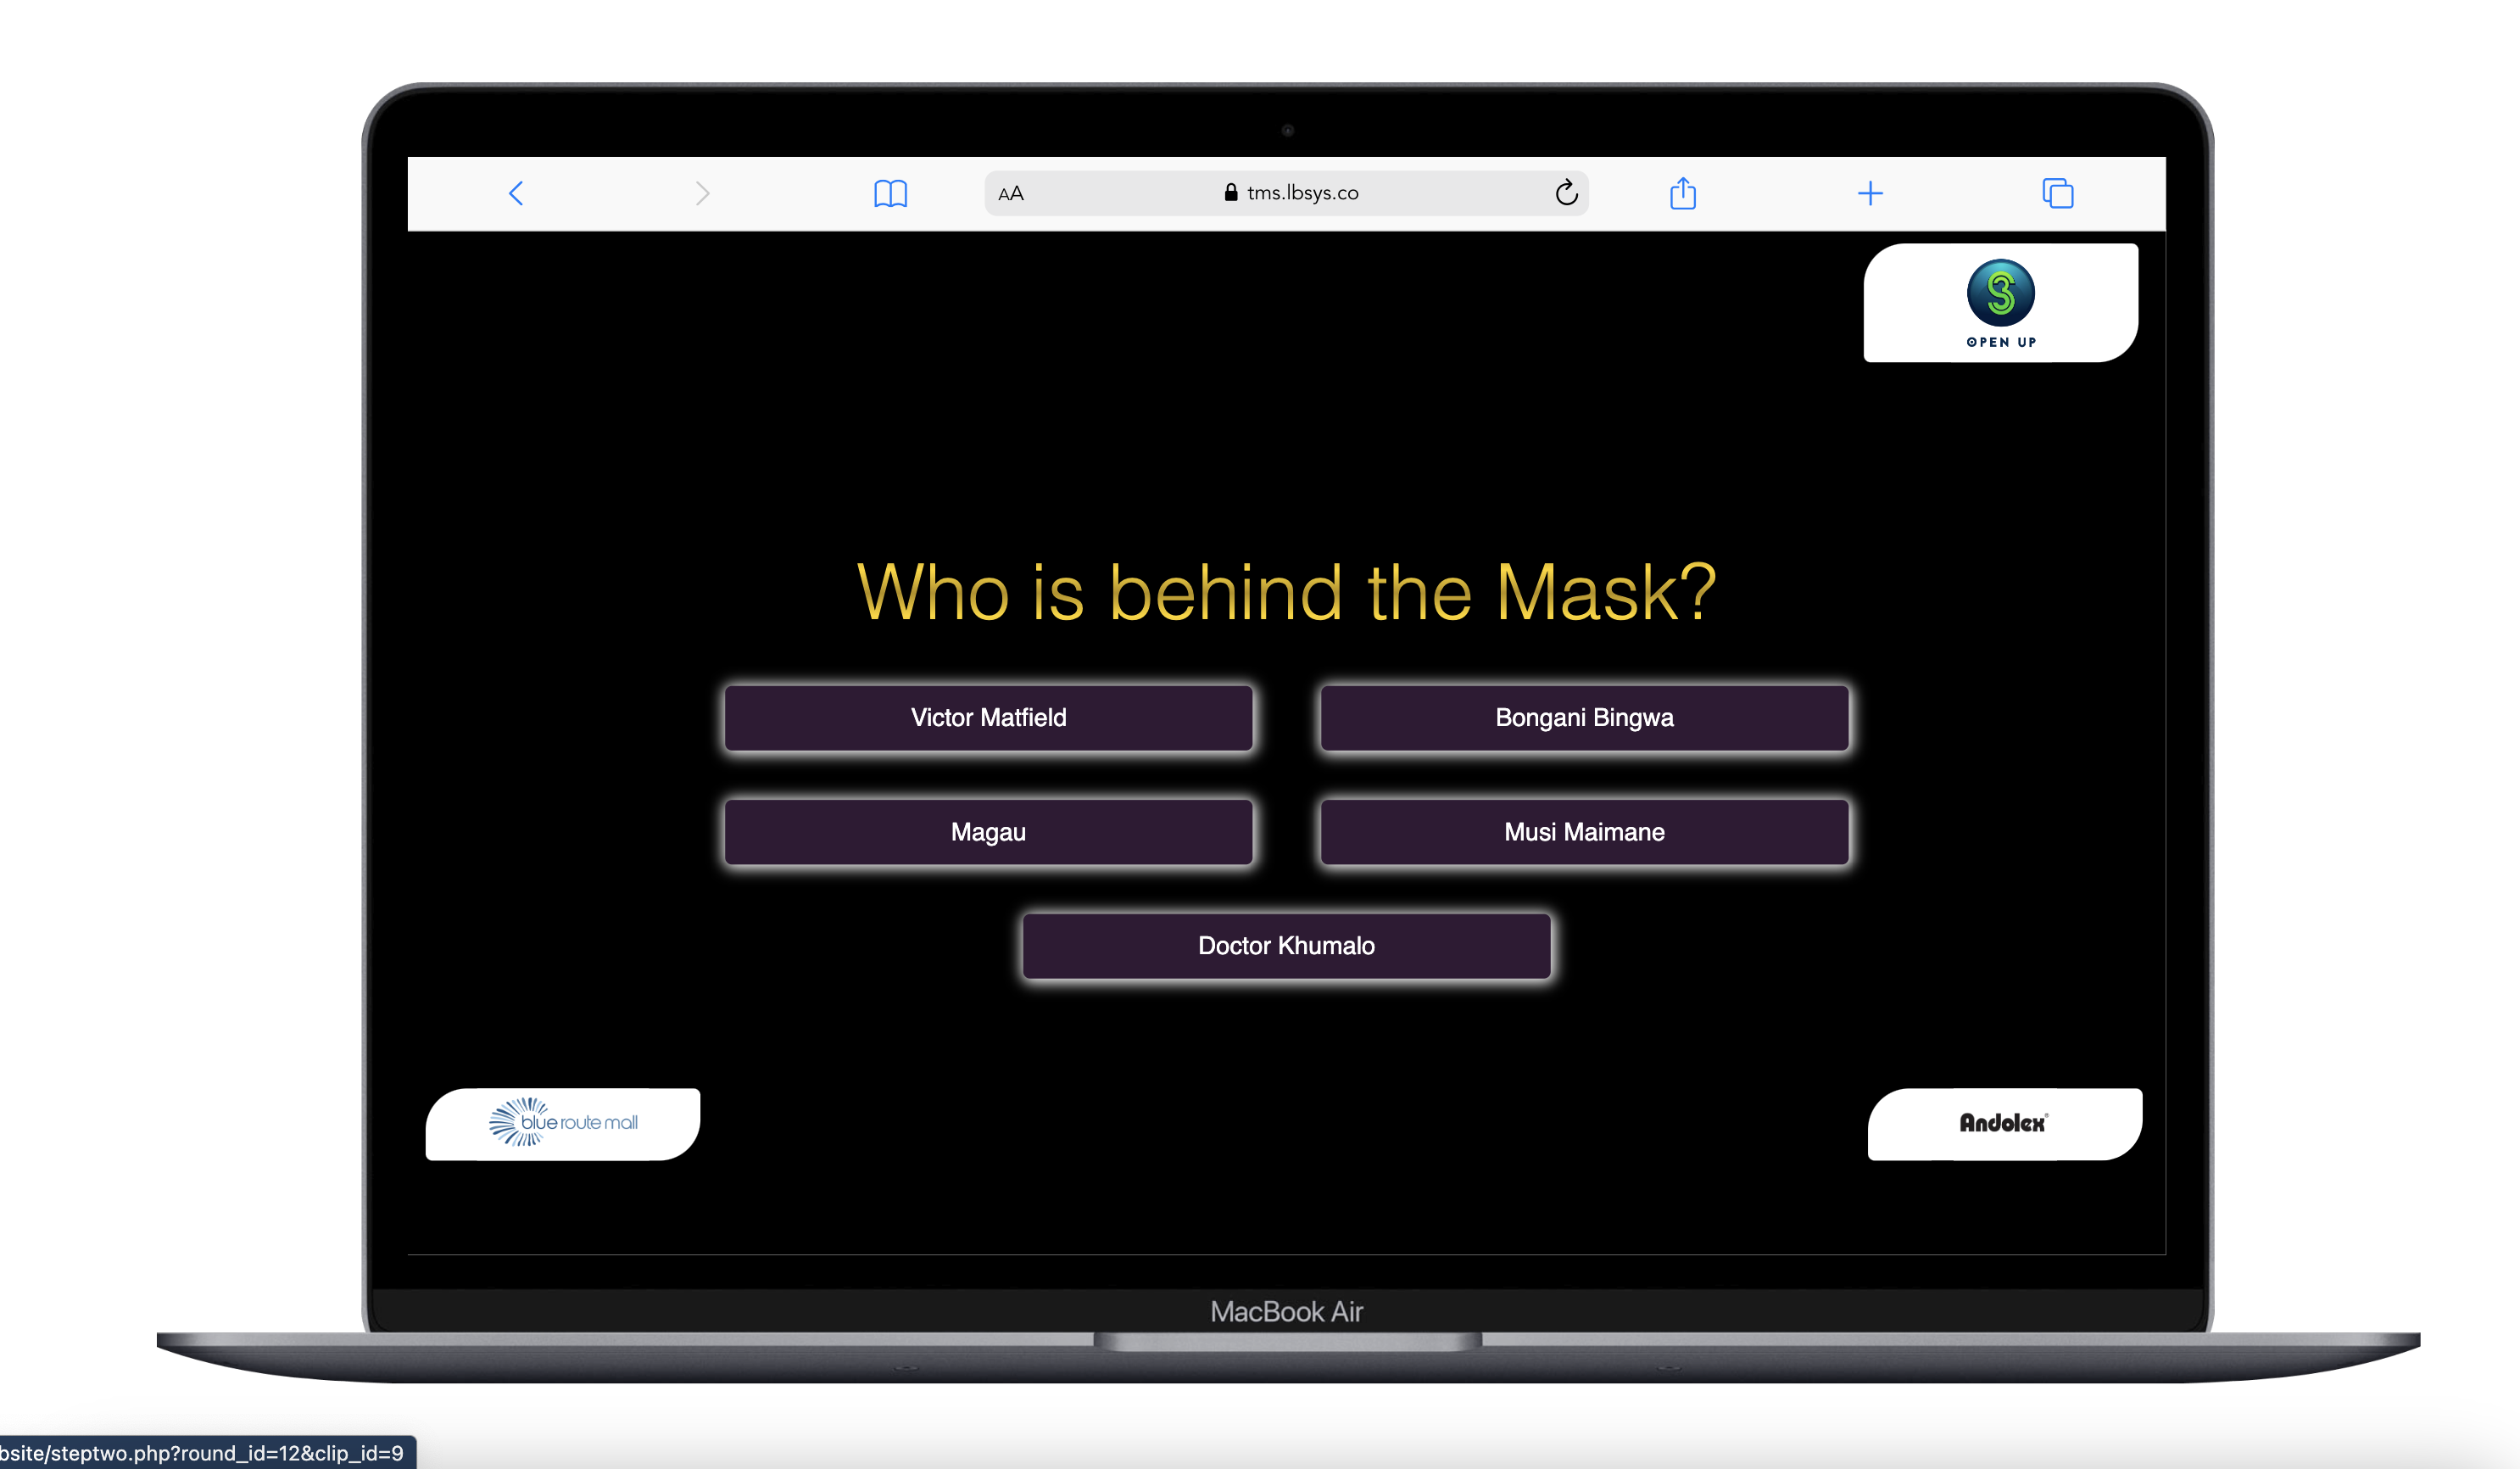 AA
tms.lbsys.co
OPEN UP
Who is behind the Mask?
Victor Matfield
Bongani Bingwa
Magau
Musi Maimane
Doctor Khumalo
blue route mall
Andolex®
MacBook Air
bsite/steptwo.php?round_id=12&clip_id=9